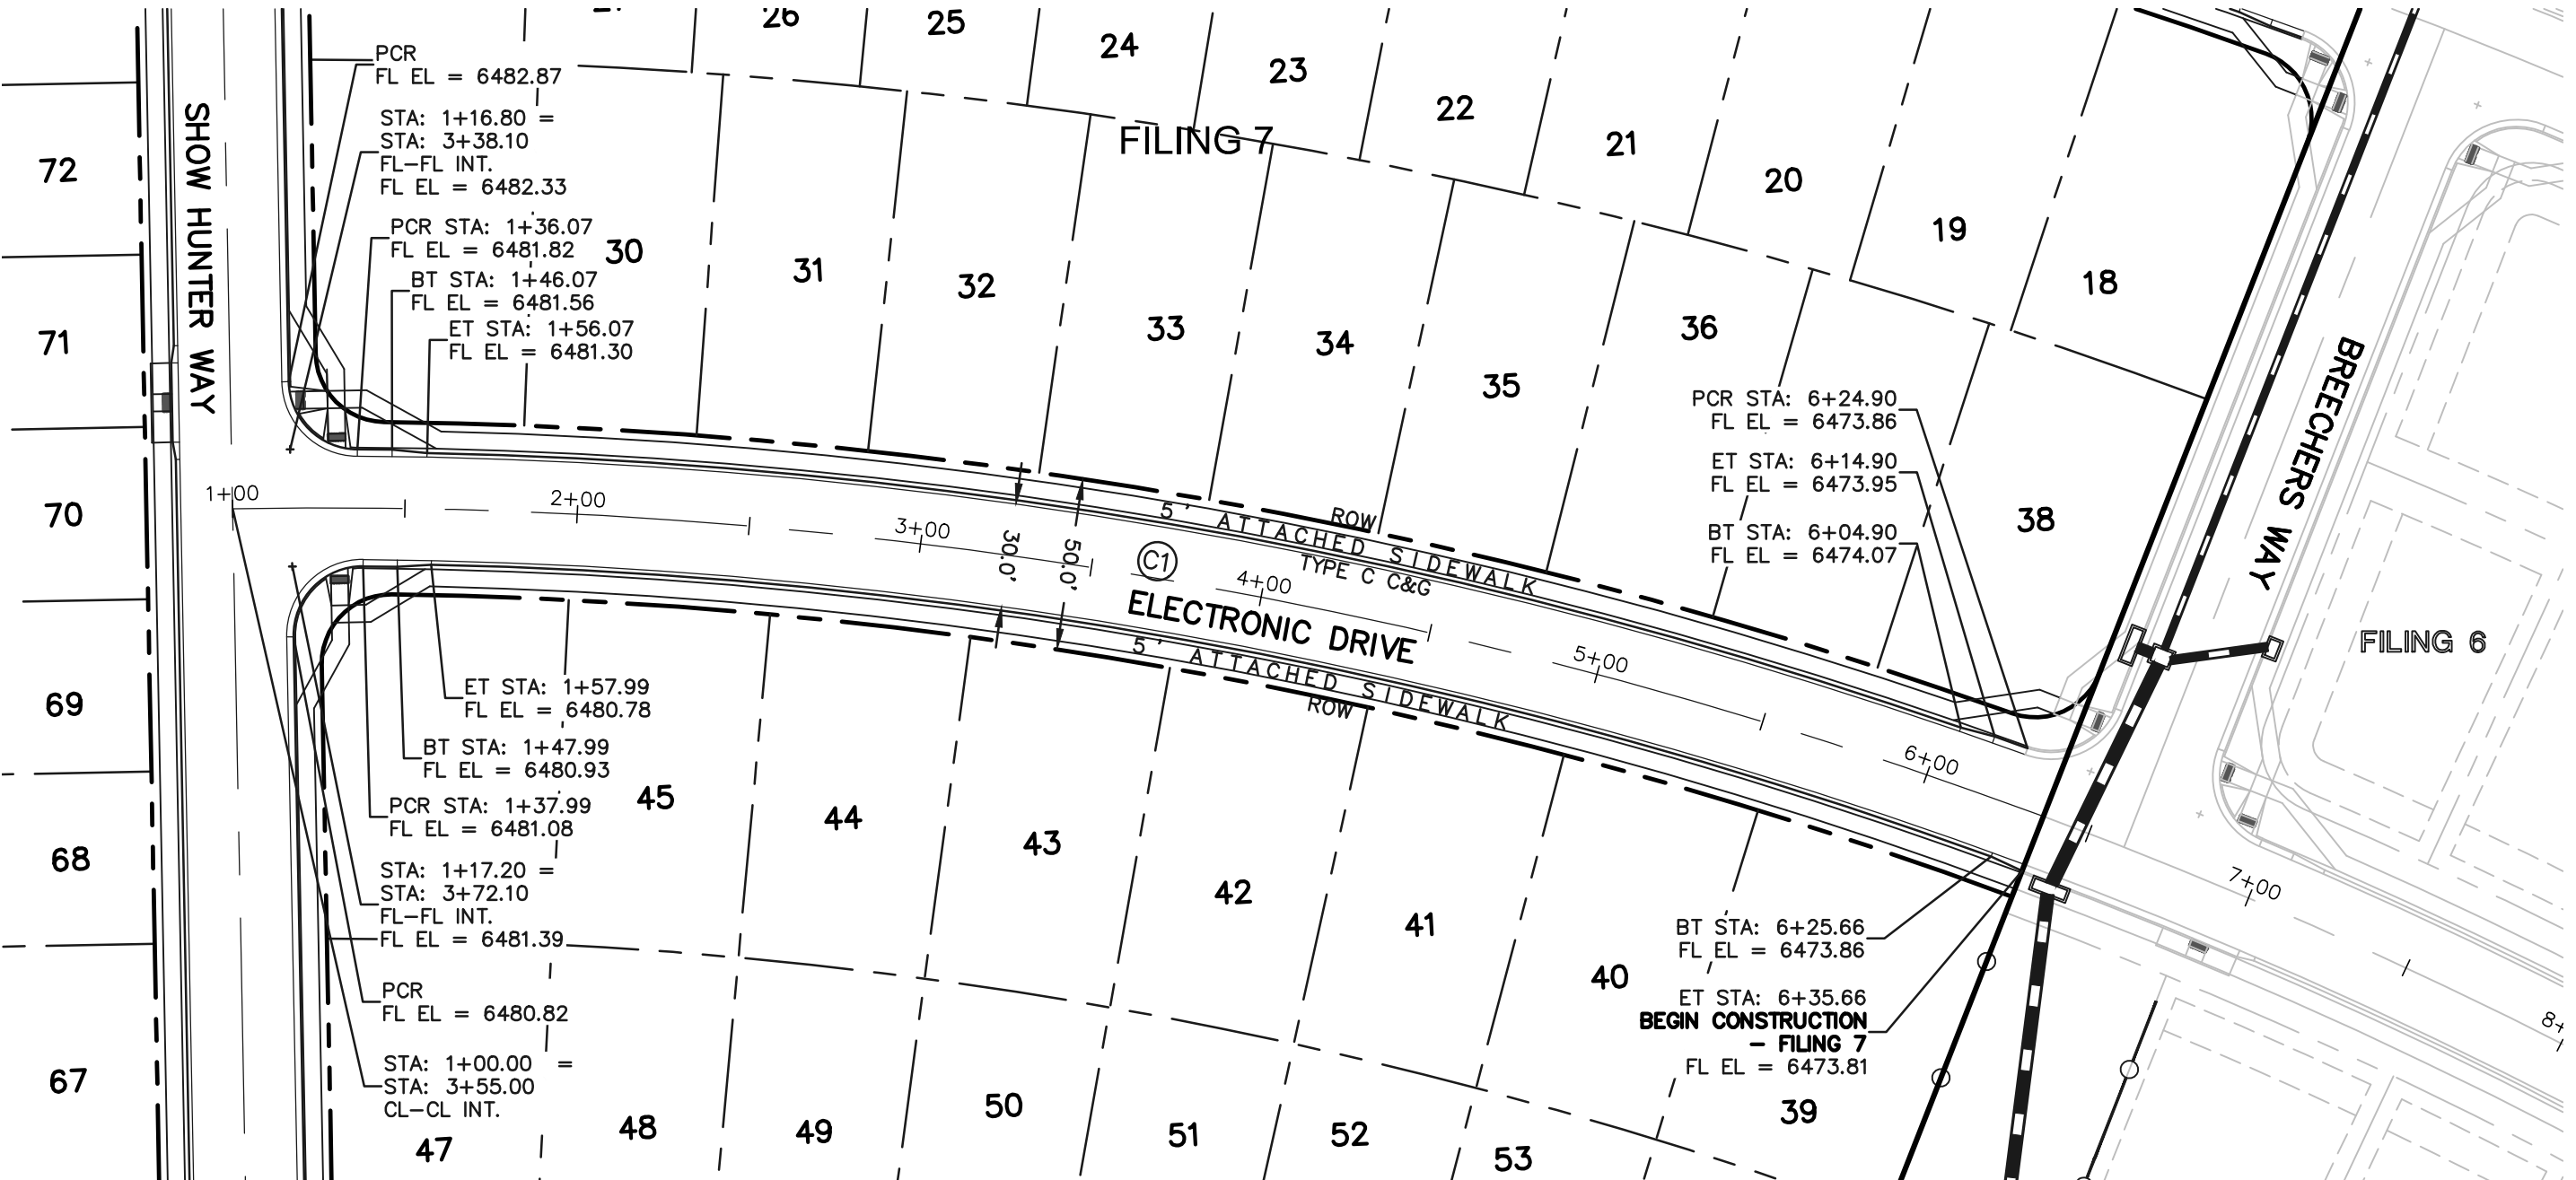 26
25
24
23
22
21
20
19
18
FILING 7
PCR
FL EL = 6482.87
STA: 1+16.80 =
STA: 3+38.10
FL-FL INT.
FL EL = 6482.33
PCR STA: 1+36.07
FL EL = 6481.82
BT STA: 1+46.07
FL EL = 6481.56
ET STA: 1+56.07
FL EL = 6481.30
SHOW HUNTER WAY
72
71
70
69
68
67
30
31
32
33
34
35
36
38
PCR STA: 6+24.90
FL EL = 6473.86
ET STA: 6+14.90
FL EL = 6473.95
BT STA: 6+04.90
FL EL = 6474.07
BREECHERS WAY
FILING 6
1+00
2+00
3+00
4+00
5+00
6+00
7+00
8+
30.0'
50.0'
C1
ROW
5' ATTACHED SIDEWALK
TYPE C C&G
ELECTRONIC DRIVE
5' ATTACHED SIDEWALK
ROW
ET STA: 1+57.99
FL EL = 6480.78
BT STA: 1+47.99
FL EL = 6480.93
PCR STA: 1+37.99
FL EL = 6481.08
STA: 1+17.20 =
STA: 3+72.10
FL-FL INT.
FL EL = 6481.39
PCR
FL EL = 6480.82
STA: 1+00.00 =
STA: 3+55.00
CL-CL INT.
45
44
43
42
41
40
39
BT STA: 6+25.66
FL EL = 6473.86
ET STA: 6+35.66
BEGIN CONSTRUCTION
- FILING 7
FL EL = 6473.81
47
48
49
50
51
52
53